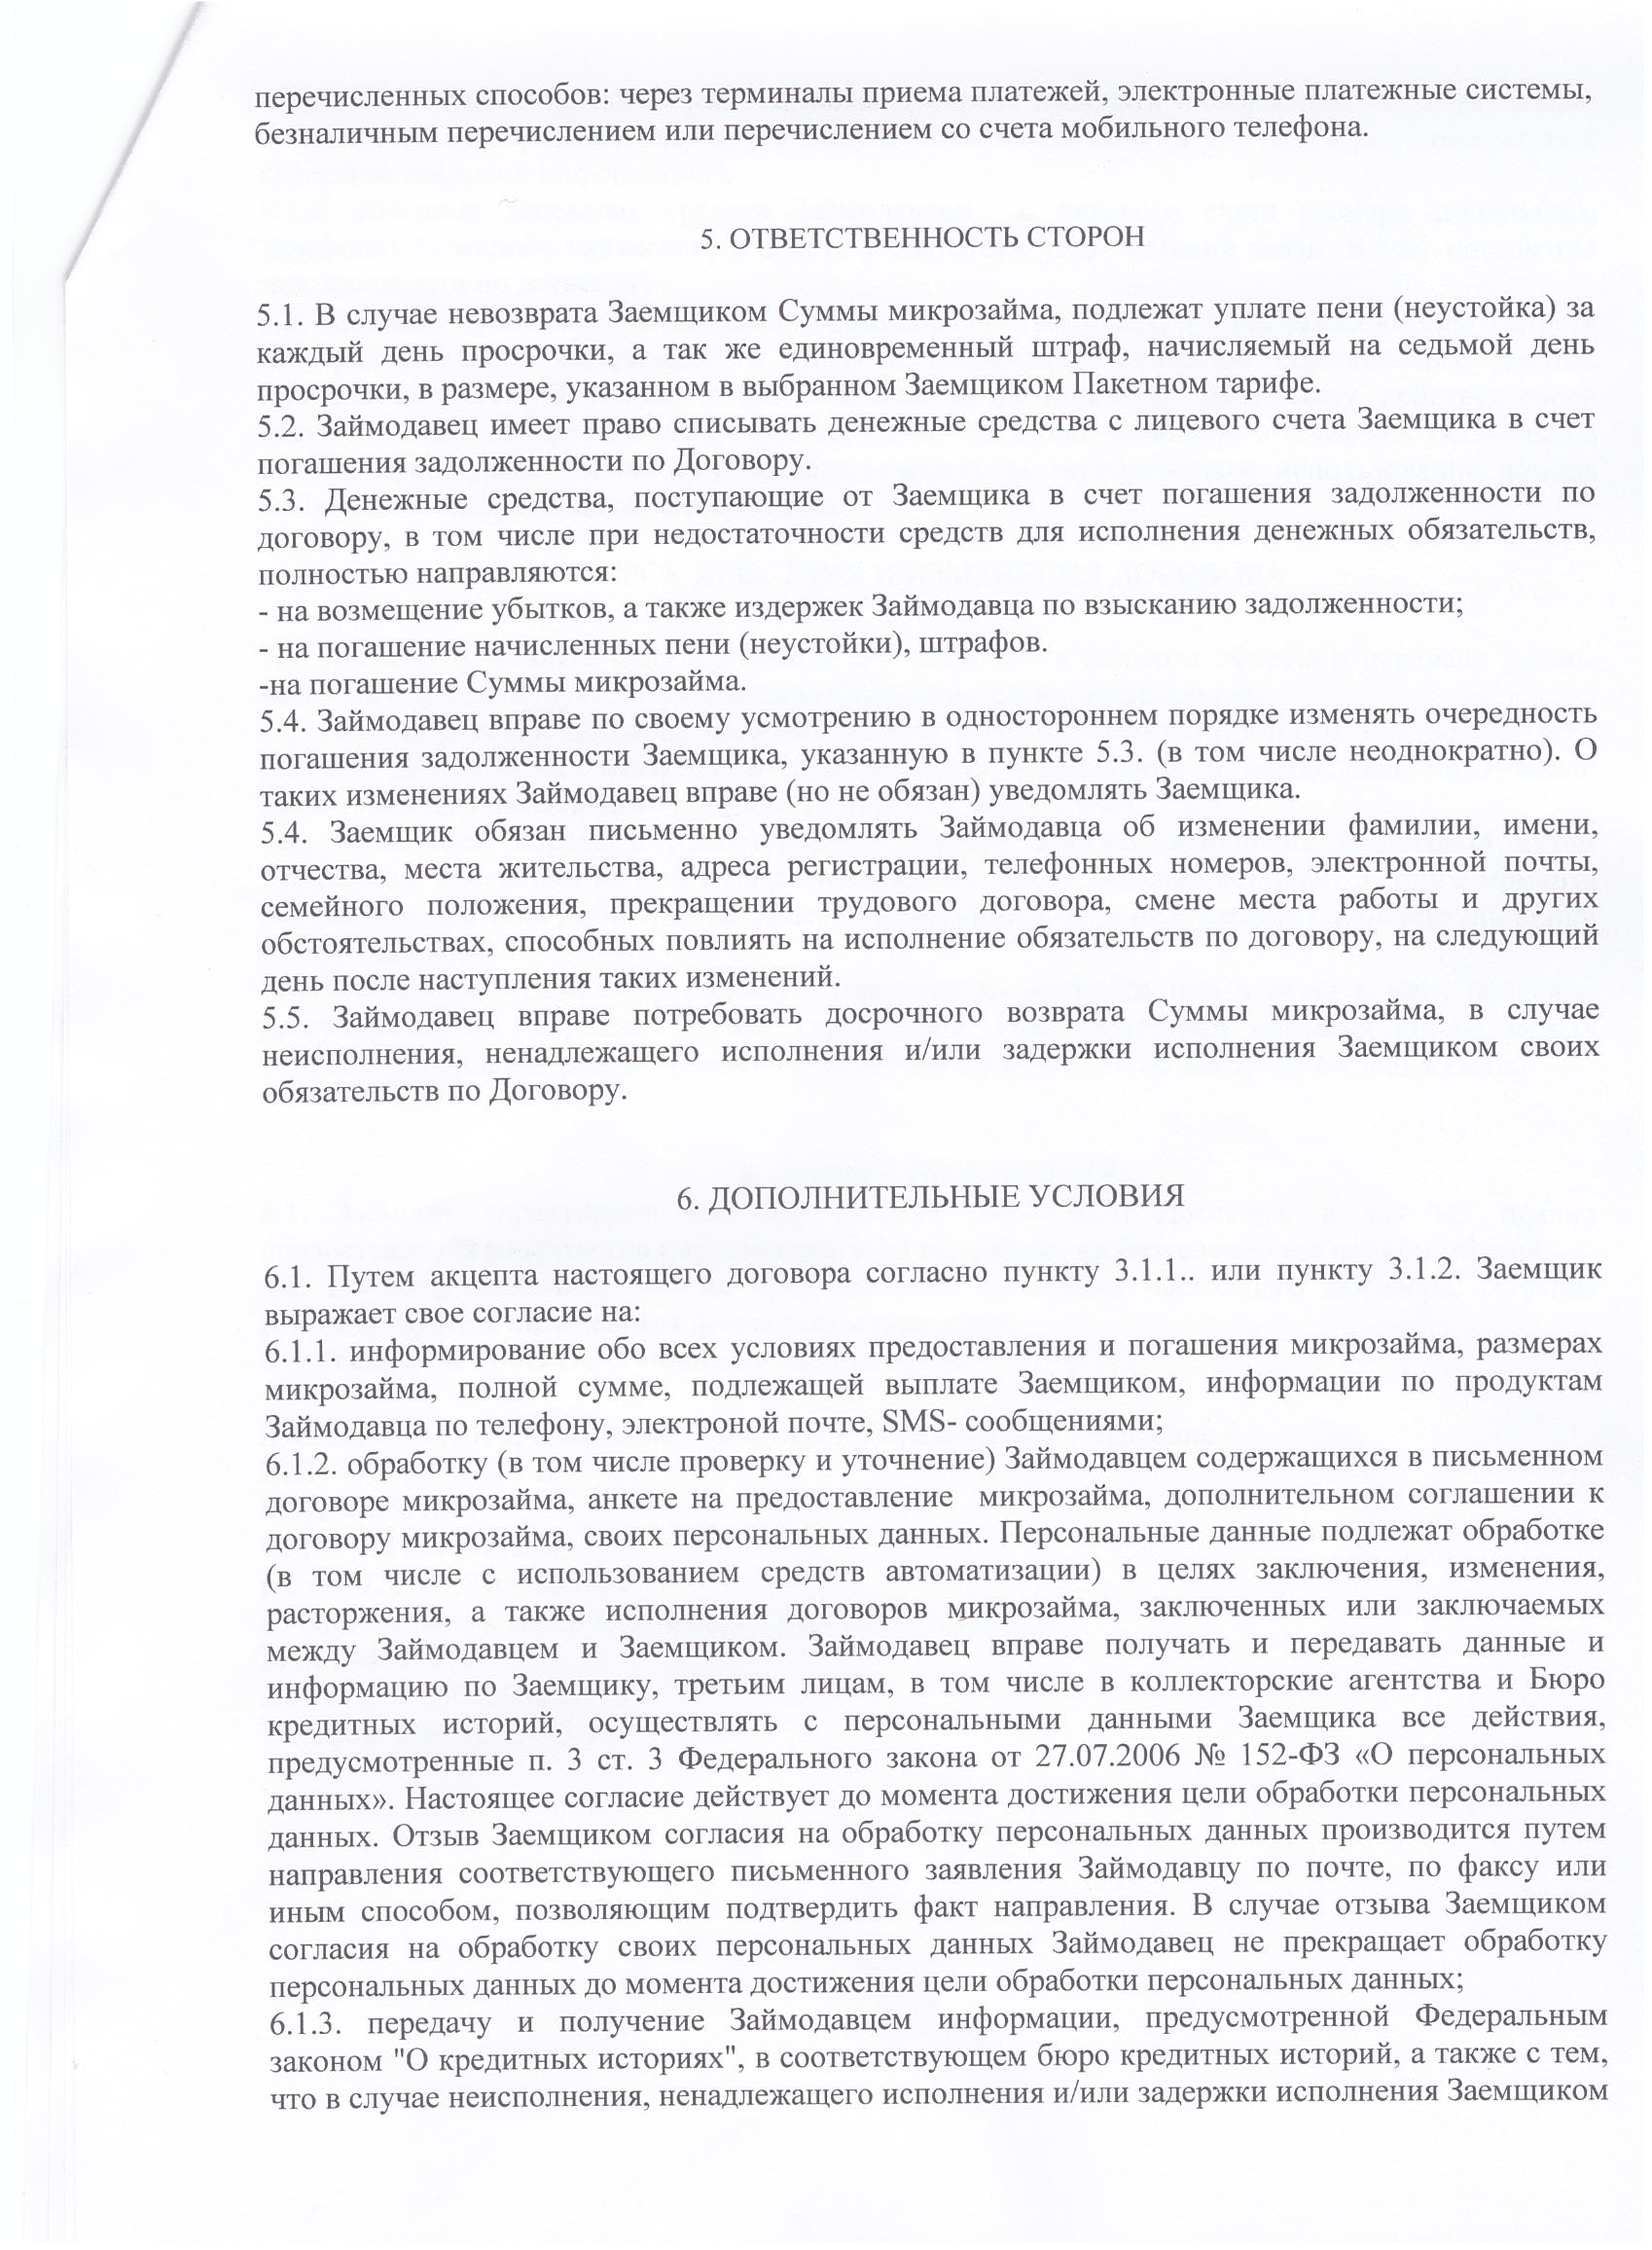 перечисленных способов: через терминалы приема платежей, электронные платежные системы,
безналичным перечислением или перечислением со счета мобильного телефона.
5. ОТВЕТСТВЕННОСТЬ СТОРОН
5.1. В случае невозврата Заемщиком Суммы микрозайма, подлежат уплате пени (неустойка) за
каждый день просрочки, а так же единовременный штраф, начисляемый на седьмой день
просрочки, в размере, указанном в выбранном Заемщиком Пакетном тарифе.
5.2. Займодавец имеет право списывать денежные средства с лицевого счета Заемщика в счет
погашения задолженности по Договору.
5.3. Денежные средства, поступающие от Заемщика в счет погашения задолженности по
договору, в том числе при недостаточности средств для исполнения денежных обязательств,
полностью направляются:
- на возмещение убытков, а также издержек Займодавца по взысканию задолженности;
- на погашение начисленных пени (неустойки), штрафов.
-на погашение Суммы микрозайма.
5.4. Займодавец вправе по своему усмотрению в одностороннем порядке изменять очередность
погашения задолженности Заемщика, указанную в пункте 5.3. (в том числе неоднократно). О
таких изменениях Займодавец вправе (но не обязан) уведомлять Заемщика.
5.4. Заемщик обязан письменно уведомлять Займодавца об изменении фамилии, имени,
отчества, места жительства, адреса регистрации, телефонных номеров, электронной почты,
семейного положения, прекращении трудового договора, смене места работы и других
обстоятельствах, способных повлиять на исполнение обязательств по договору, на следующий
день после наступления таких изменений.
5.5. Займодавец вправе потребовать досрочного возврата Суммы микрозайма, в случае
неисполнения, ненадлежащего исполнения и/или задержки исполнения Заемщиком своих
обязательств по Договору.
6. ДОПОЛНИТЕЛЬНЫЕ УСЛОВИЯ
6.1. Путем акцепта настоящего договора согласно пункту 3.1.1.. или пункту 3.1.2. Заемщик
выражает свое согласие на:
6.1.1. информирование обо всех условиях предоставления и погашения микрозайма, размерах
микрозайма, полной сумме, подлежащей выплате Заемщиком, информации по продуктам
Займодавца по телефону, электроной почте, SMS- сообщениями;
6.1.2. обработку (в том числе проверку и уточнение) Займодавцем содержащихся в письменном
договоре микрозайма, анкете на предоставление микрозайма, дополнительном соглашении к
договору микрозайма, своих персональных данных. Персональные данные подлежат обработке
(в том числе с использованием средств автоматизации) в целях заключения, изменения,
расторжения, а также исполнения договоров микрозайма, заключенных или заключаемых
между Займодавцем и Заемщиком. Займодавец вправе получать и передавать данные и
информацию по Заемщику, третьим лицам, в том числе в коллекторские агентства и Бюро
кредитных историй, осуществлять с персональными данными Заемщика все действия,
предусмотренные п. 3 ст. 3 Федерального закона от 27.07.2006 № 152-ФЗ «О персональных
данных». Настоящее согласие действует до момента достижения цели обработки персональных
данных. Отзыв Заемщиком согласия на обработку персональных данных производится путем
направления соответствующего письменного заявления Займодавцу по почте, по факсу или
иным способом, позволяющим подтвердить факт направления. В случае отзыва Заемщиком
согласия на обработку своих персональных данных Займодавец не прекращает обработку
персональных данных до момента достижения цели обработки персональных данных;
6.1.3. передачу и получение Займодавцем информации, предусмотренной Федеральным
законом "О кредитных историях", в соответствующем бюро кредитных историй, а также с тем,
что в случае неисполнения, ненадлежащего исполнения и/или задержки исполнения Заемщиком